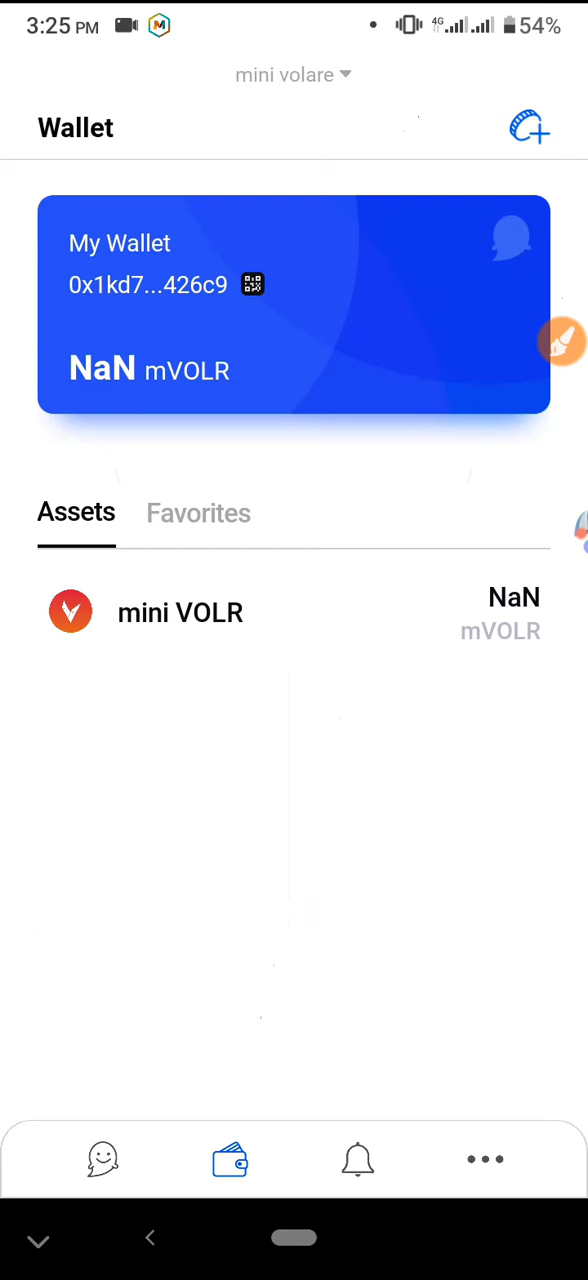 3:25 PM
4G
54%
mini volare
Wallet
My Wallet
0x1kd7...426c9
NaN mVOLR
Assets Favorites
mini VOLR
NaN
mVOLR